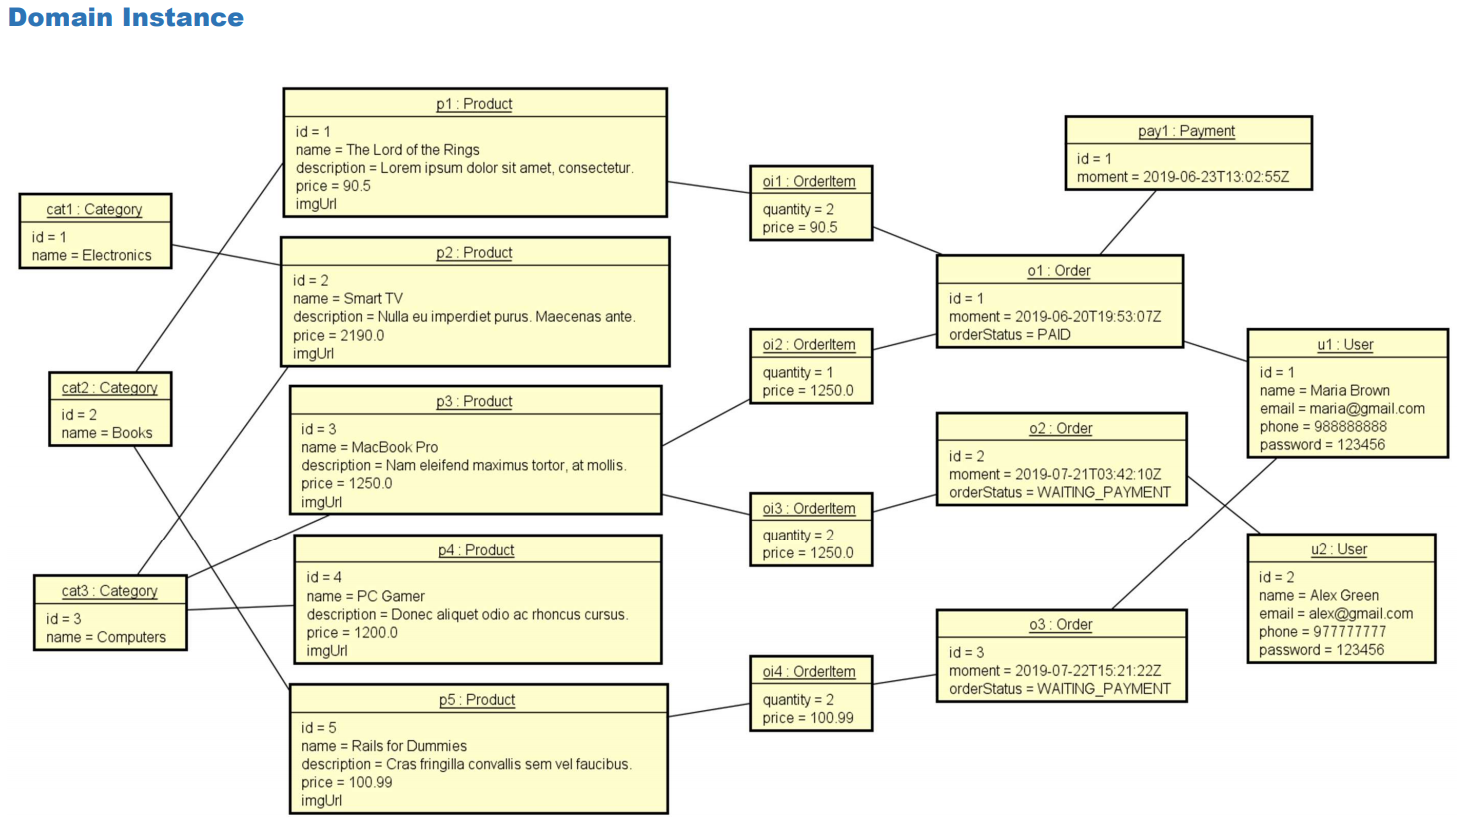 Domain Instance
p1 : Product
id = 1
name = The Lord of the Rings
description = Lorem ipsum dolor sit amet, consectetur.
price = 90.5
imgUrl
pay1 : Payment
id = 1
moment = 2019-06-23T13:02:55Z
oi1 : OrderItem
quantity = 2
price = 90.5
cat1 : Category
id = 1
name = Electronics
p2 : Product
id = 2
name = Smart TV
description = Nulla eu imperdiet purus. Maecenas ante.
price = 2190.0
imgUrl
o1 : Order
id = 1
moment = 2019-06-20T19:53:07Z
orderStatus = PAID
oi2 : OrderItem
quantity = 1
price = 1250.0
u1 : User
id = 1
name = Maria Brown
email = maria@gmail.com
phone = 988888888
password = 123456
cat2 : Category
id = 2
name = Books
p3 : Product
id = 3
name = MacBook Pro
description = Nam eleifend maximus tortor, at mollis.
price = 1250.0
imgUrl
o2 : Order
id = 2
moment = 2019-07-21T03:42:10Z
orderStatus = WAITING_PAYMENT
oi3 : OrderItem
quantity = 2
price = 1250.0
p4 : Product
id = 4
name = PC Gamer
description = Donec aliquet odio ac rhoncus cursus.
price = 1200.0
imgUrl
u2 : User
id = 2
name = Alex Green
email = alex@gmail.com
phone = 977777777
password = 123456
cat3 : Category
id = 3
name = Computers
o3 : Order
id = 3
moment = 2019-07-22T15:21:22Z
orderStatus = WAITING_PAYMENT
oi4 : OrderItem
quantity = 2
price = 100.99
p5 : Product
id = 5
name = Rails for Dummies
description = Cras fringilla convallis sem vel faucibus.
price = 100.99
imgUrl